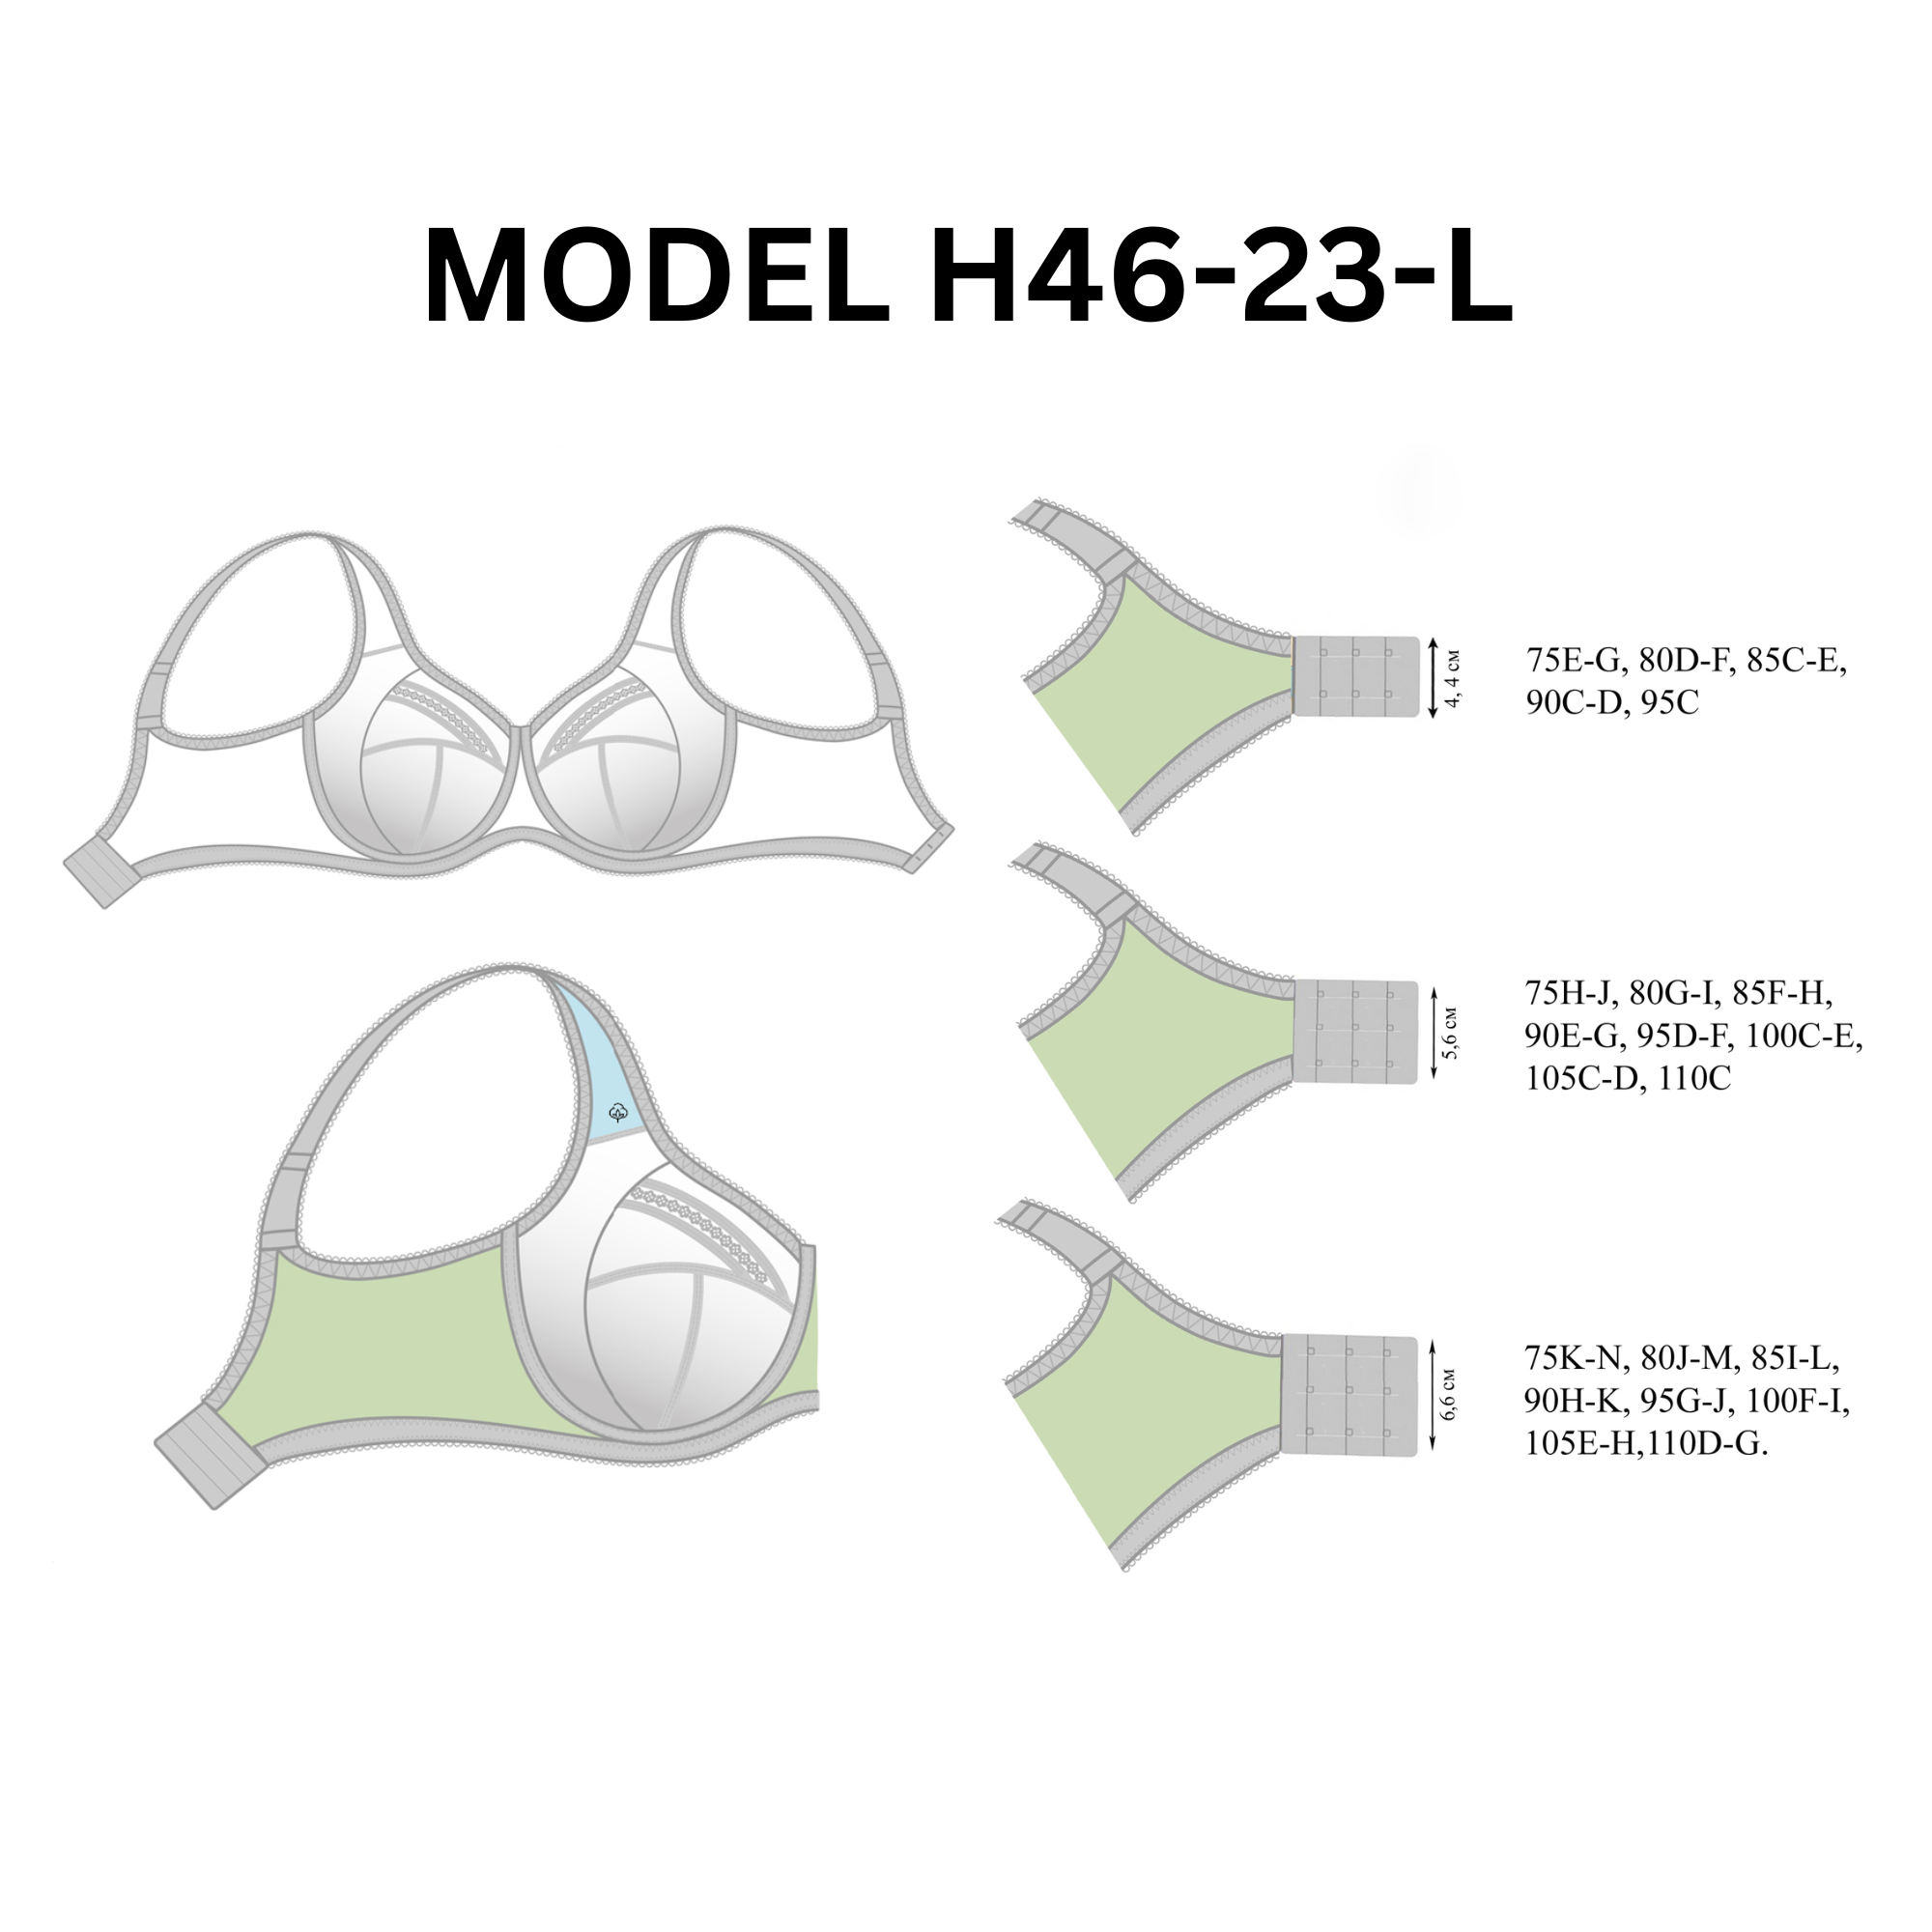 MODEL H46-23-L
4, 4 см
75E-G, 80D-F, 85C-E,
90C-D, 95C
5,6 см
75H-J, 80G-I, 85F-H,
90E-G, 95D-F, 100C-E,
105C-D, 110C
6,6 см
75K-N, 80J-M, 85I-L,
90H-K, 95G-J, 100F-I,
105E-H,110D-G.